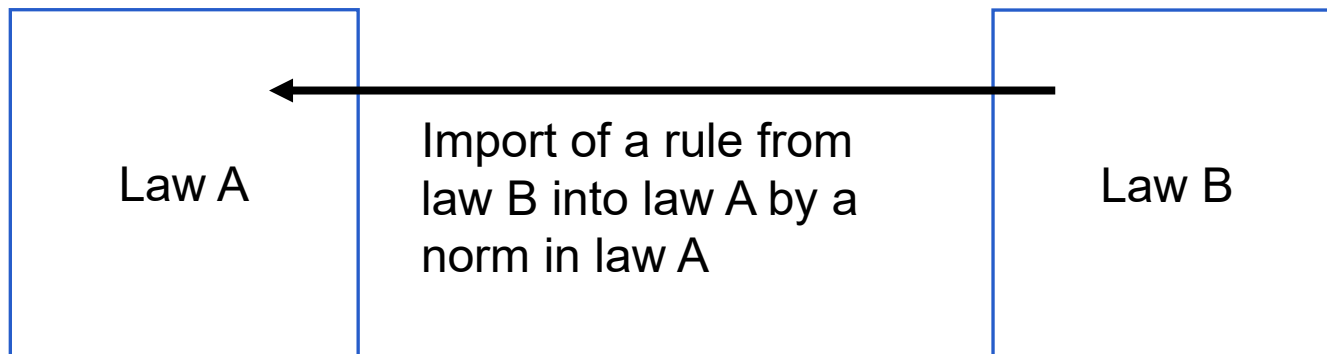 Law A
Import of a rule from
law B into law A by a
norm in law A
Law B